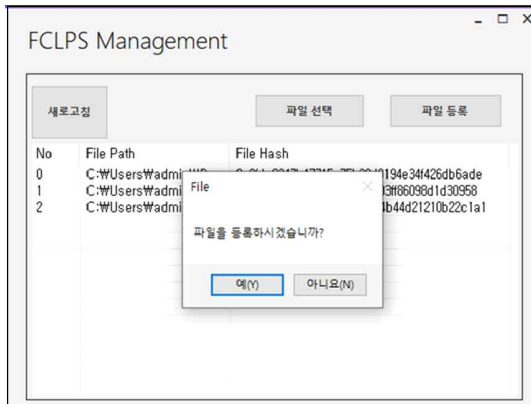 FCLPS Management
새로고침 파일 선택 파일 등록
No File Path File Hash
0 C:₩Users₩admi 194e34f426db6ade
1 C:₩Users₩admi 3ff86098d1d30958
2 C:₩Users₩admi 4b44d21210b22c1a1
File
파일을 등록하시겠습니까?
예(Y) 아니요(N)